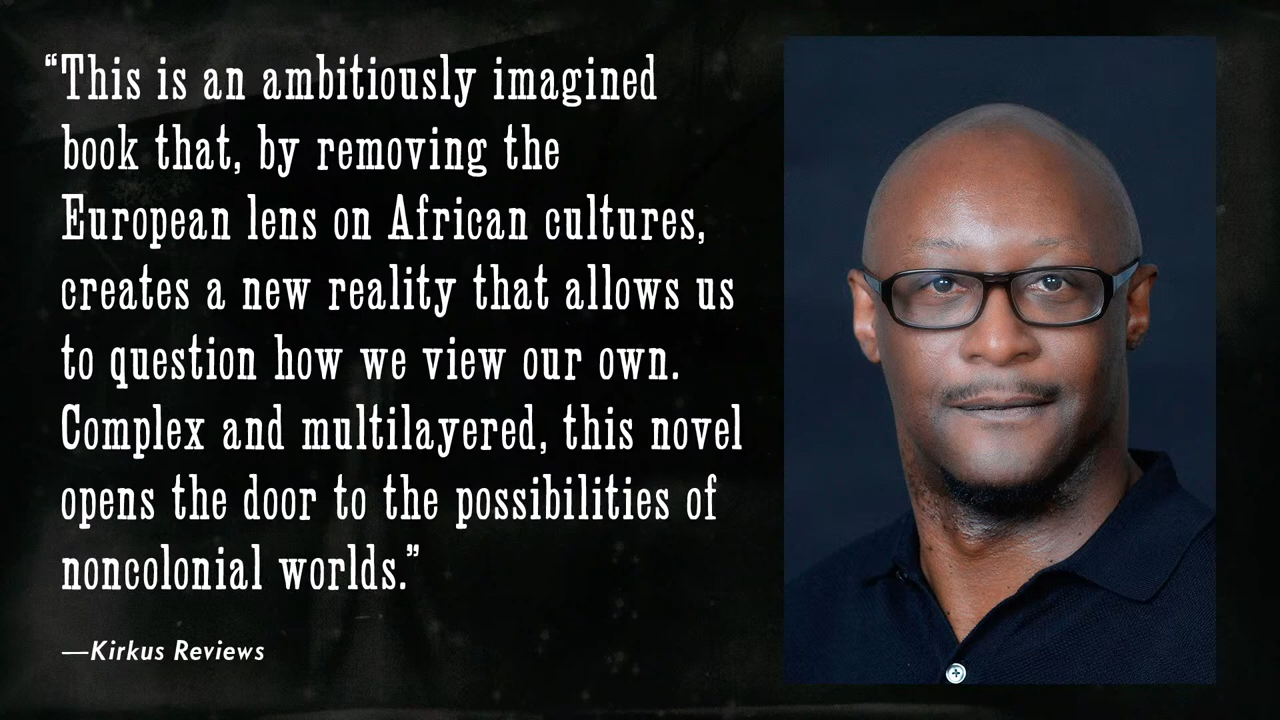 “This is an ambitiously imagined
book that, by removing the
European lens on African cultures,
creates a new reality that allows us
to question how we view our own.
Complex and multilayered, this novel
opens the door to the possibilities of
noncolonial worlds.”
—Kirkus Reviews